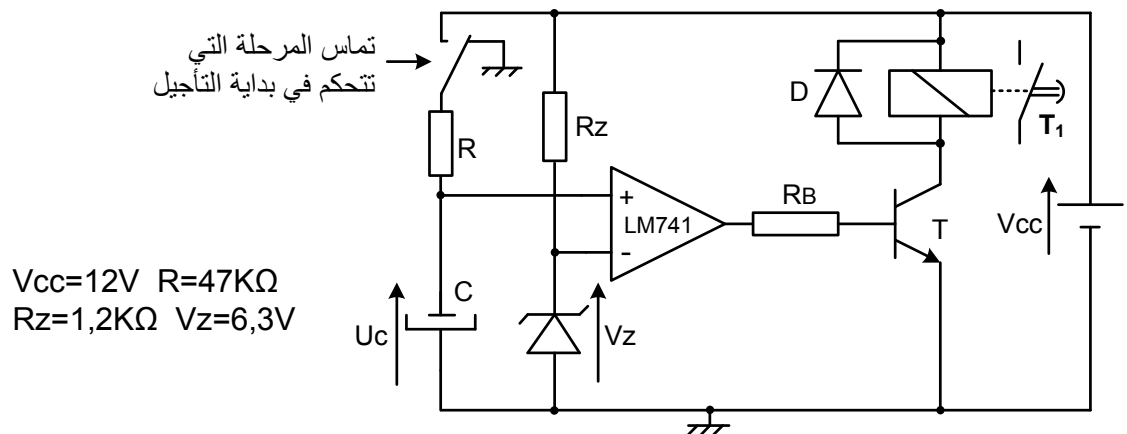 تماس المرحلة التي
تتحكم في بداية التأجيل
R
Rz
D
T₁
+
LM741
-
RB
T
Vcc
C
Uc
Vz
Vcc=12V R=47KΩ
Rz=1,2KΩ Vz=6,3V